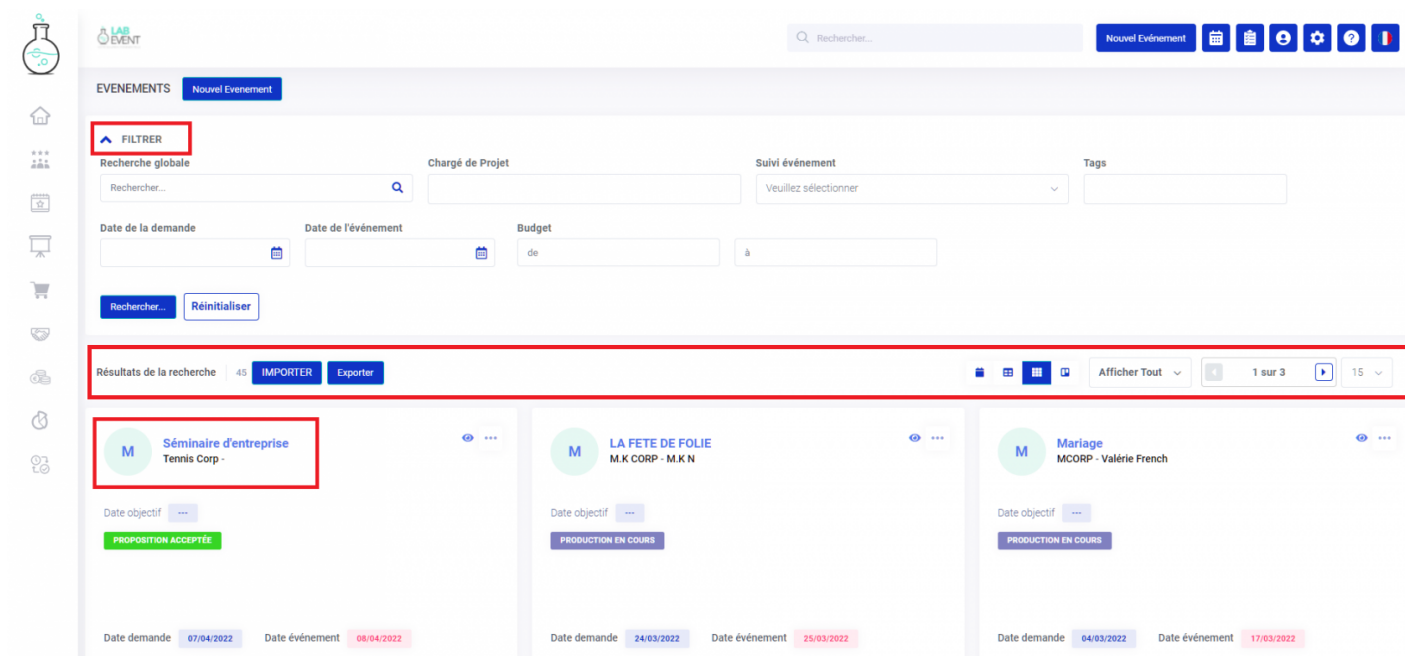 LAB
EVENT
Rechercher...
Nouvel Evénement
EVENEMENTS
Nouvel Evenement
FILTRER
Recherche globale
Chargé de Projet
Suivi événement
Tags
Rechercher...
Veuillez sélectionner
Date de la demande
Date de l'événement
Budget
de
à
Rechercher...
Réinitialiser
Résultats de la recherche
45
IMPORTER
Exporter
Afficher Tout
1 sur 3
15
M
Séminaire d'entreprise
Tennis Corp -
Date objectif ---
PROPOSITION ACCEPTÉE
Date demande 07/04/2022 Date événement 08/04/2022
M
LA FETE DE FOLIE
M.K CORP - M.K N
Date objectif ---
PRODUCTION EN COURS
Date demande 24/03/2022 Date événement 25/03/2022
M
Mariage
MCORP - Valérie French
Date objectif ---
PRODUCTION EN COURS
Date demande 04/03/2022 Date événement 17/03/2022